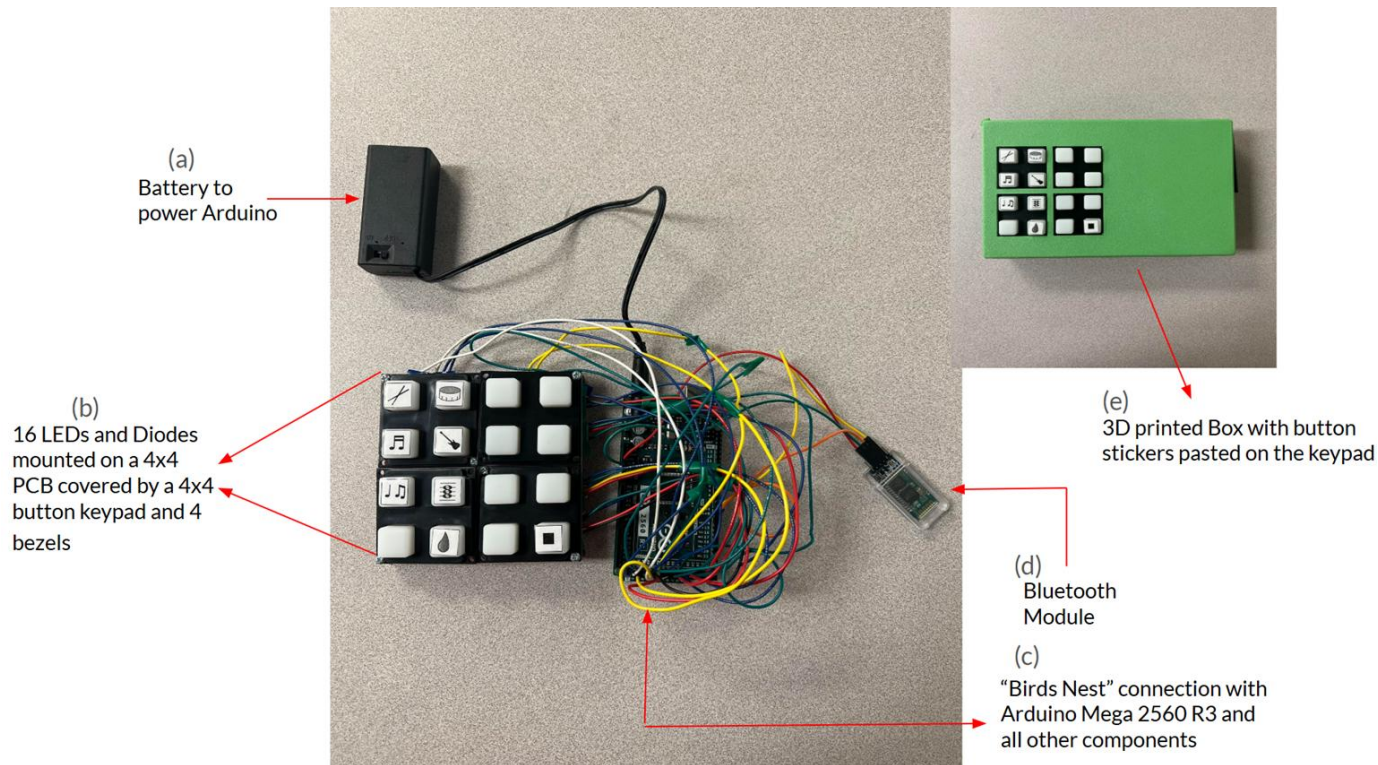 (a)
Battery to
power Arduino
(b)
16 LEDs and Diodes
mounted on a 4x4
PCB covered by a 4x4
button keypad and 4
bezels
(e)
3D printed Box with button
stickers pasted on the keypad
(d)
Bluetooth
Module
(c)
“Birds Nest” connection with
Arduino Mega 2560 R3 and
all other components